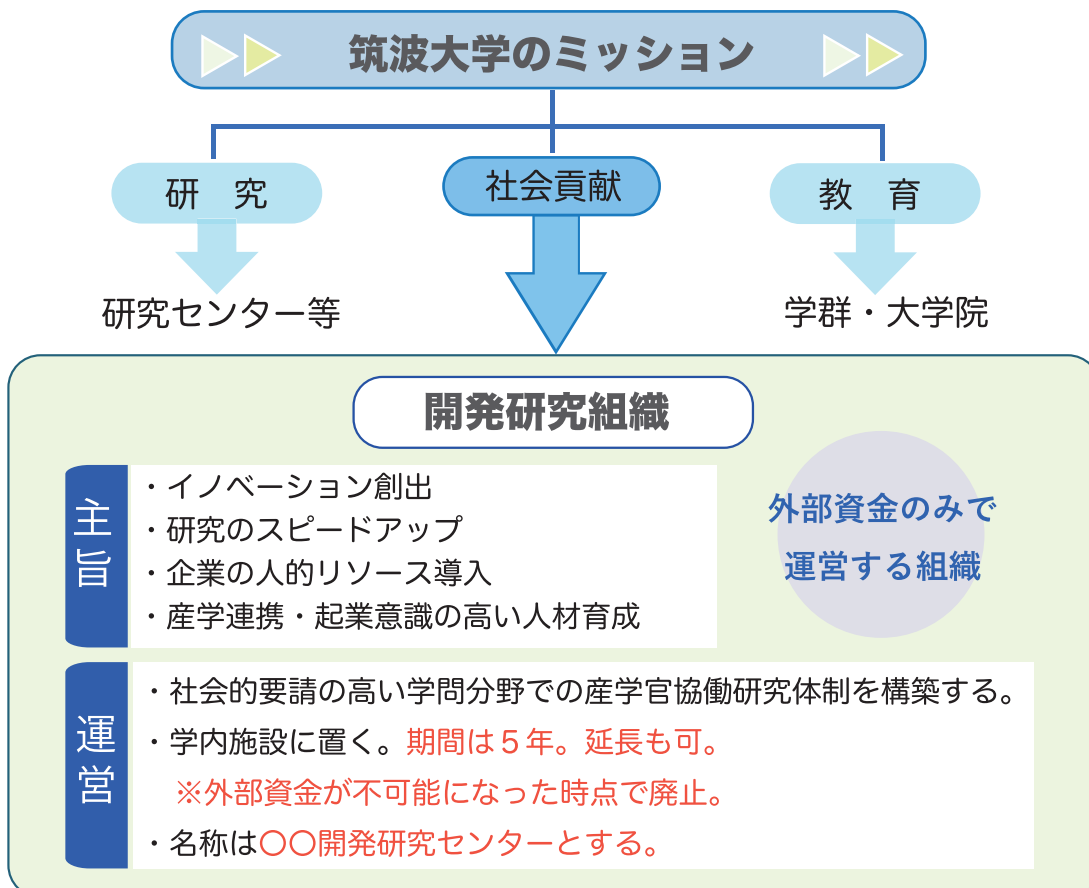 筑波大学のミッション
研　究
社会貢献
教　育
研究センター等
学群・大学院
開発研究組織
主旨
・イノベーション創出
・研究のスピードアップ
・企業の人的リソース導入
・産学連携・起業意識の高い人材育成
外部資金のみで
運営する組織
運営
・社会的要請の高い学問分野での産学官協働研究体制を構築する。
・学内施設に置く。期間は５年。延長も可。
※外部資金が不可能になった時点で廃止。
・名称は〇〇開発研究センターとする。